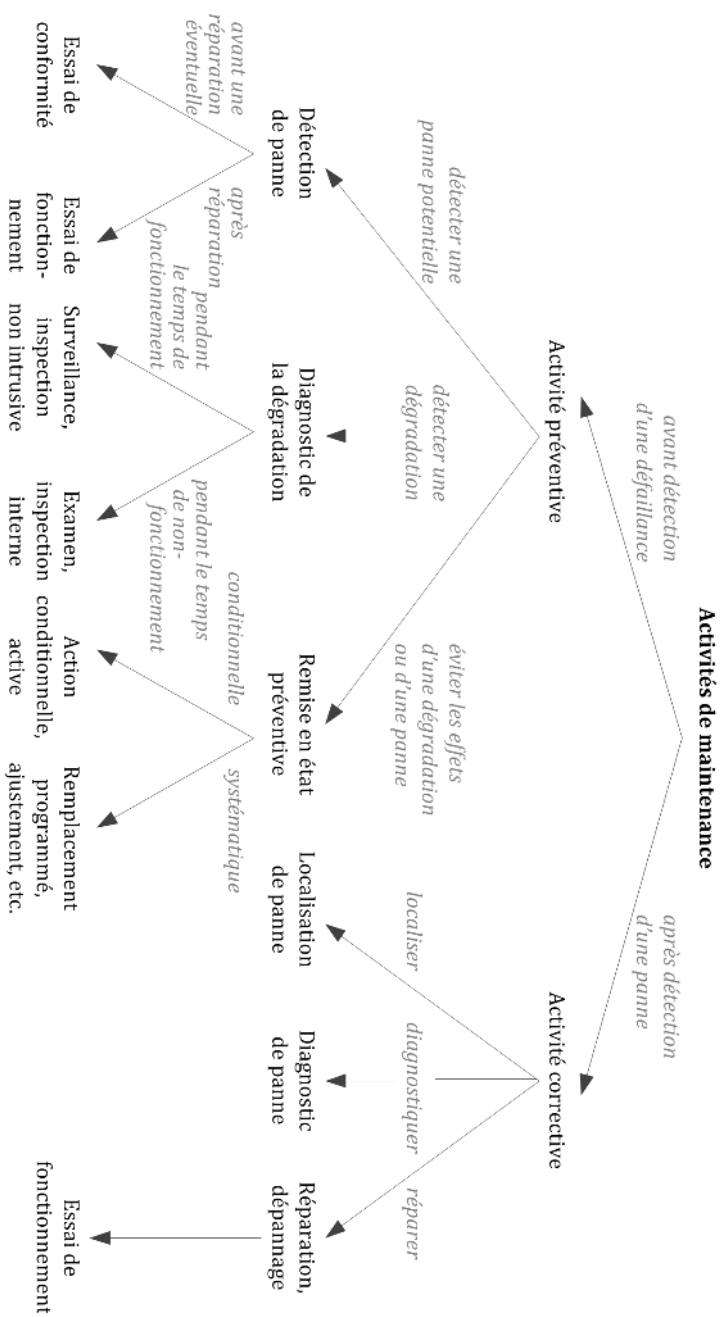 Activités de maintenance
avant détection
d'une défaillance
après détection
d'une panne
Activité préventive
Activité corrective
détecter une
panne potentielle
détecter une
dégradation
éviter les effets
d'une dégradation
ou d'une panne
localiser
diagnostiquer
réparer
Détection
de panne
Diagnostic de
la dégradation
Remise en état
préventive
Localisation
de panne
Diagnostic
de panne
Réparation,
dépannage
avant une
réparation
éventuelle
après
réparation
pendant
le temps de
fonctionnement
pendant le temps
de non-
fonctionnement
conditionnelle
systématique
Essai de
conformité
Essai de
fonction-
nement
Surveillance,
inspection
non intrusive
Examen,
inspection
interne
Action
conditionnelle,
active
Remplacement
programmé,
ajustement, etc.
Essai de
fonctionnement